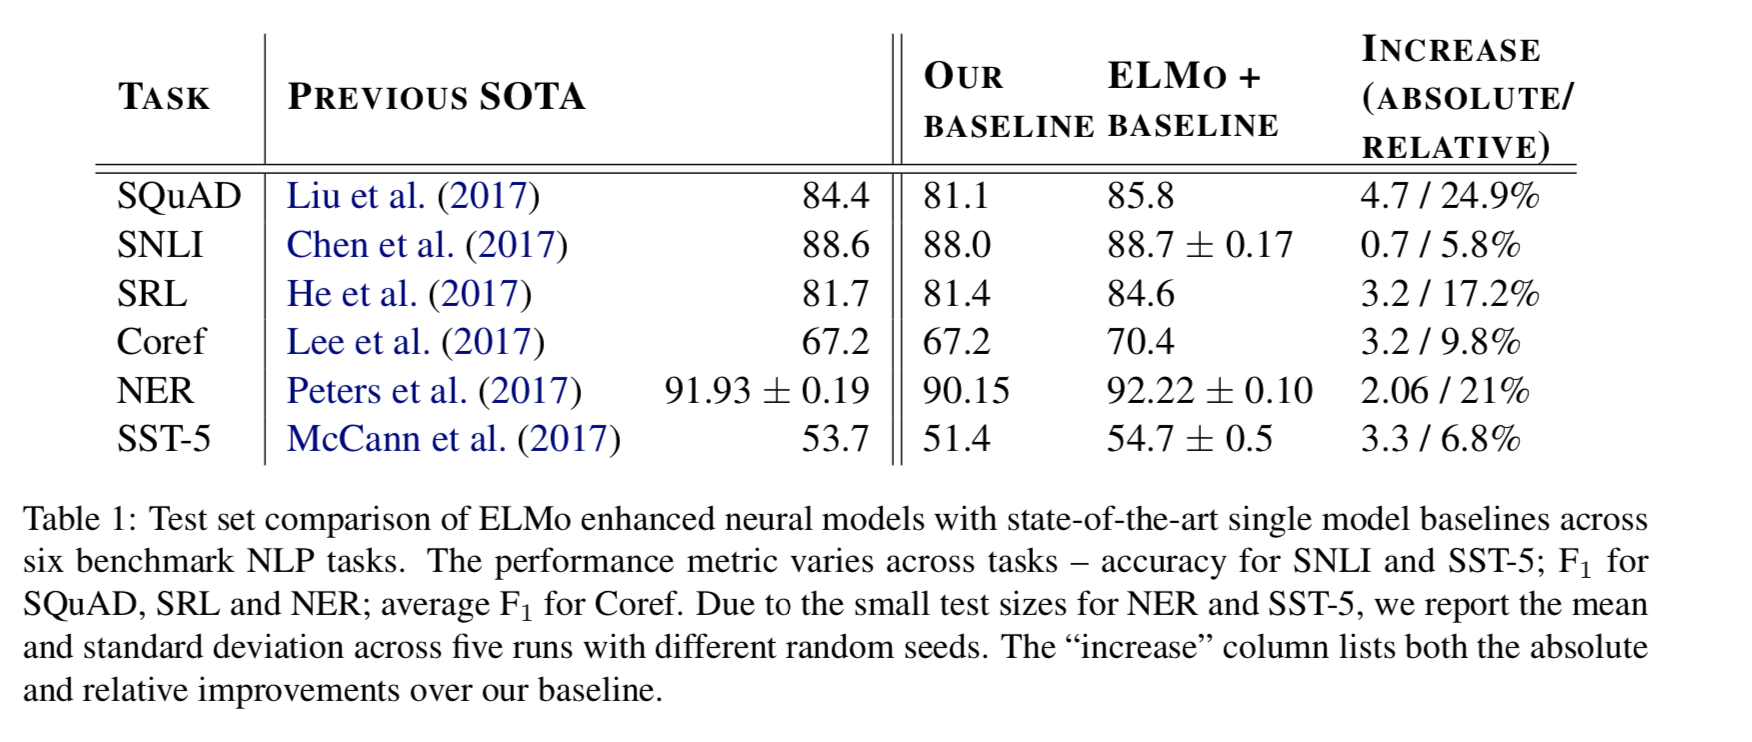 TASK | PREVIOUS SOTA | OUR BASELINE | ELMO + BASELINE | INCREASE (ABSOLUTE/ RELATIVE)
SQuAD | Liu et al. (2017) 84.4 | 81.1 | 85.8 | 4.7 / 24.9%
SNLI | Chen et al. (2017) 88.6 | 88.0 | 88.7 ± 0.17 | 0.7 / 5.8%
SRL | He et al. (2017) 81.7 | 81.4 | 84.6 | 3.2 / 17.2%
Coref | Lee et al. (2017) 67.2 | 67.2 | 70.4 | 3.2 / 9.8%
NER | Peters et al. (2017) 91.93 ± 0.19 | 90.15 | 92.22 ± 0.10 | 2.06 / 21%
SST-5 | McCann et al. (2017) 53.7 | 51.4 | 54.7 ± 0.5 | 3.3 / 6.8%
Table 1: Test set comparison of ELMo enhanced neural models with state-of-the-art single model baselines across
six benchmark NLP tasks. The performance metric varies across tasks – accuracy for SNLI and SST-5; F₁ for
SQuAD, SRL and NER; average F₁ for Coref. Due to the small test sizes for NER and SST-5, we report the mean
and standard deviation across five runs with different random seeds. The “increase” column lists both the absolute
and relative improvements over our baseline.